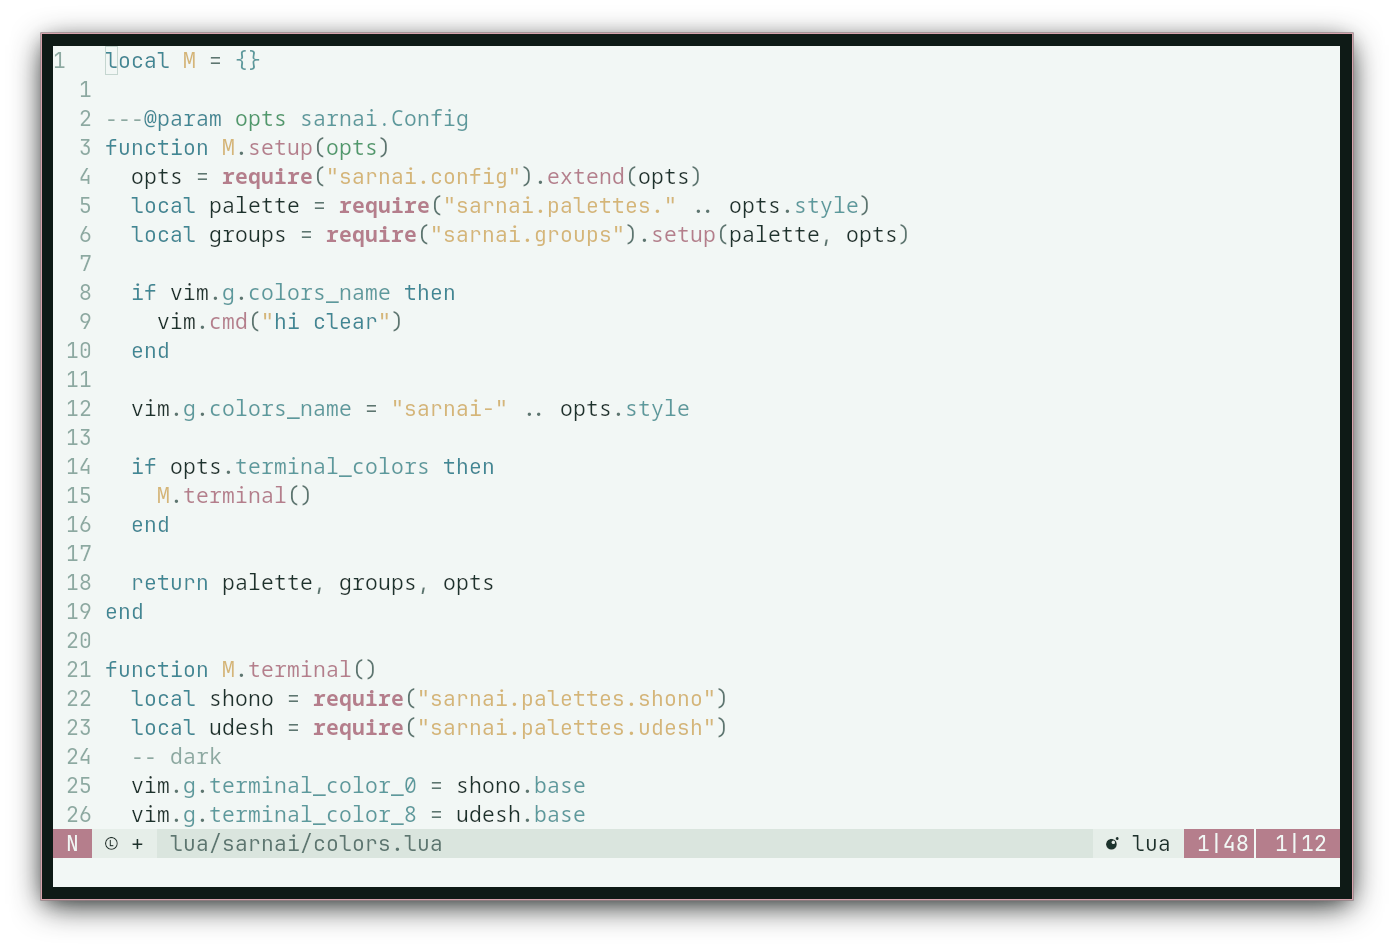 1   local M = {}
  1
  2 ---@param opts sarnai.Config
  3 function M.setup(opts)
  4   opts = require("sarnai.config").extend(opts)
  5   local palette = require("sarnai.palettes." .. opts.style)
  6   local groups = require("sarnai.groups").setup(palette, opts)
  7
  8   if vim.g.colors_name then
  9     vim.cmd("hi clear")
 10   end
 11
 12   vim.g.colors_name = "sarnai-" .. opts.style
 13
 14   if opts.terminal_colors then
 15     M.terminal()
 16   end
 17
 18   return palette, groups, opts
 19 end
 20
 21 function M.terminal()
 22   local shono = require("sarnai.palettes.shono")
 23   local udesh = require("sarnai.palettes.udesh")
 24   -- dark
 25   vim.g.terminal_color_0 = shono.base
 26   vim.g.terminal_color_8 = udesh.base
 N  Ⓛ +  lua/sarnai/colors.lua lua 1|48 1|12